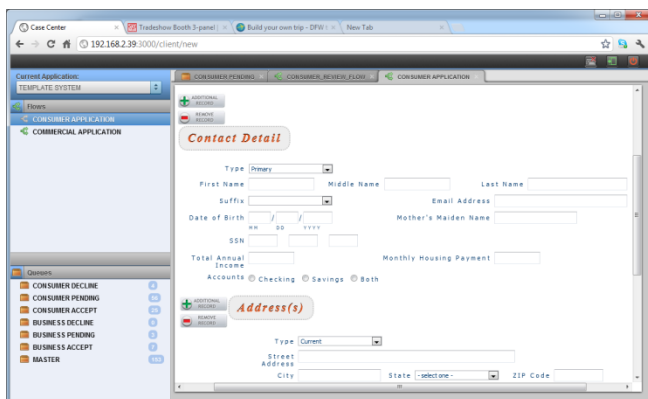 Case Center
Tradeshow Booth 3-panel |
Build your own trip - DFW
New Tab
192.168.2.39:3000/client/new
Current Application:
TEMPLATE SYSTEM
CONSUMER PENDING
CONSUMER_REVIEW_FLOW
CONSUMER APPLICATION
Flows
CONSUMER APPLICATION
COMMERCIAL APPLICATION
ADDITIONAL
RECORD
REMOVE
RECORD
Contact Detail
Type Primary
First Name Middle Name Last Name
Suffix Email Address
Date of Birth / / Mother's Maiden Name
MM DD YYYY
SSN
Total Annual
Income Monthly Housing Payment
Accounts Checking Savings Both
Queues
CONSUMER DECLINE
CONSUMER PENDING
CONSUMER ACCEPT
BUSINESS DECLINE
BUSINESS PENDING
BUSINESS ACCEPT
MASTER
ADDITIONAL
RECORD
REMOVE
RECORD
Address(s)
Type Current
Street
Address
City State - select one - ZIP Code